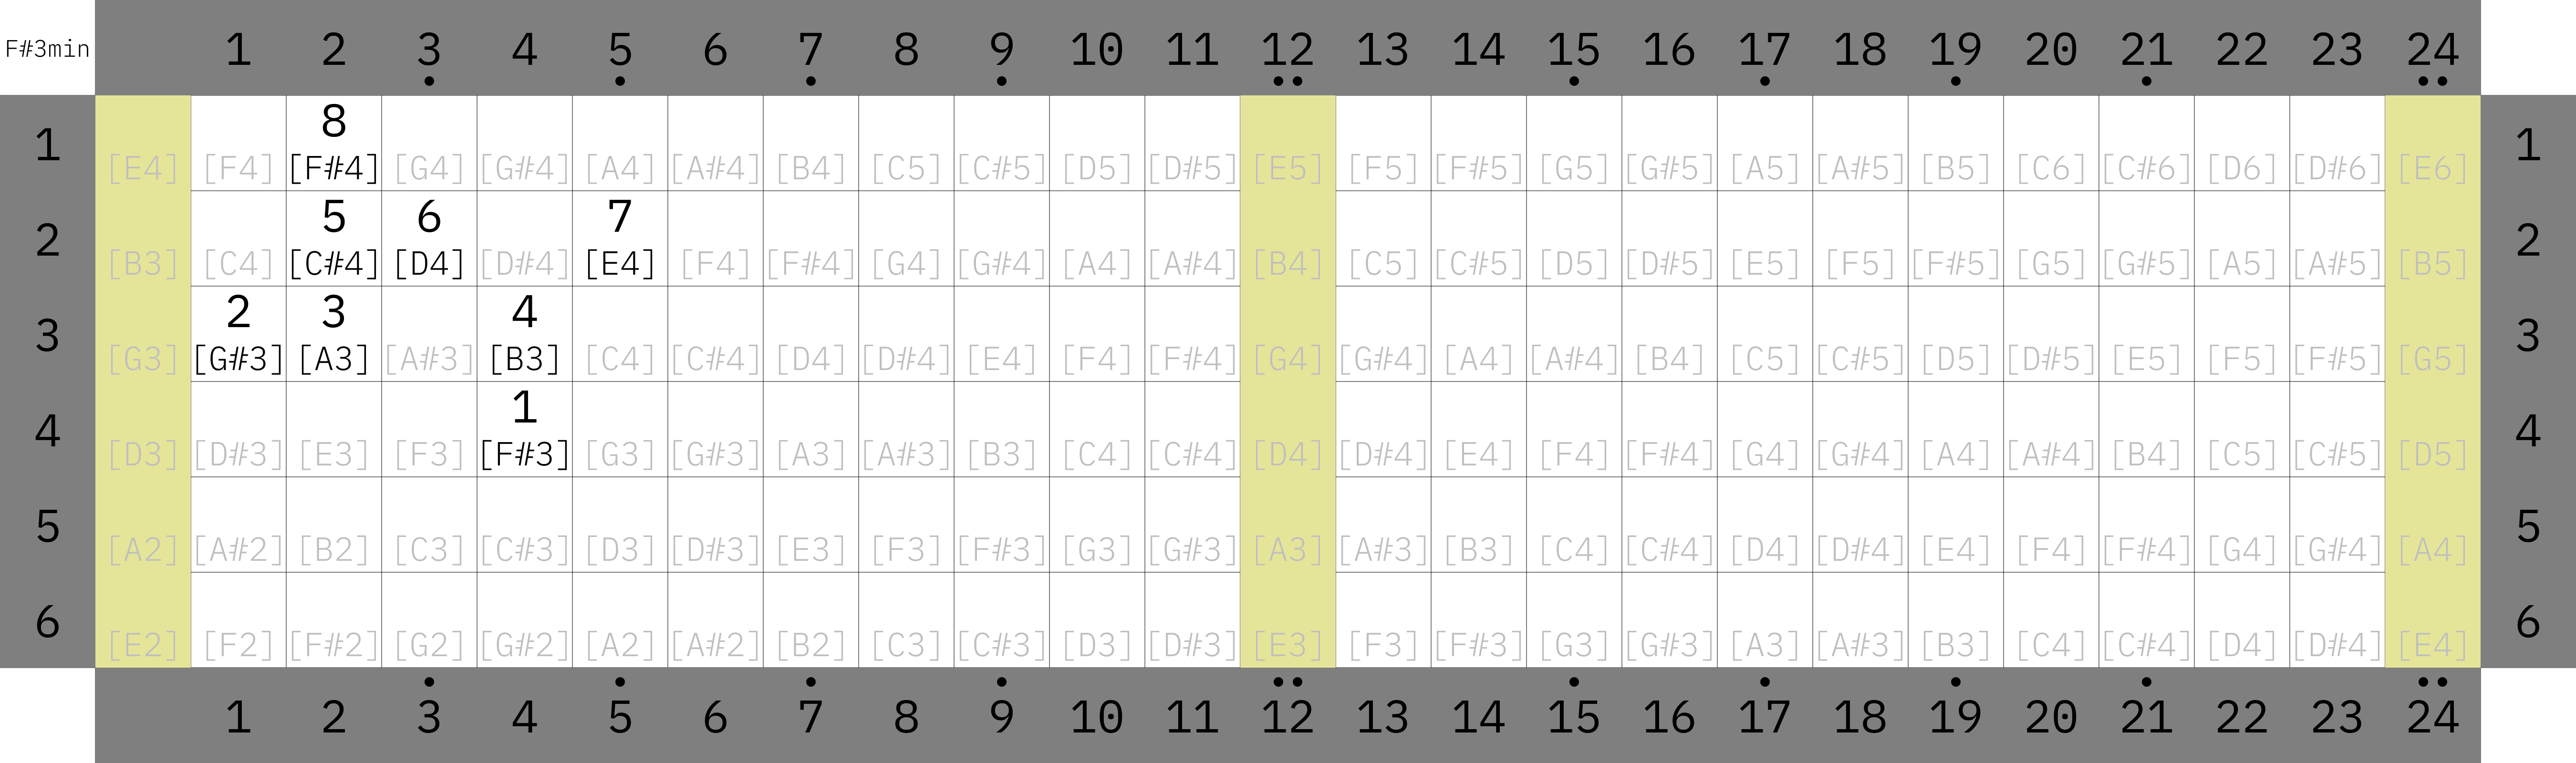 F#3min 1 2 3 4 5 6 7 8 9 10 11 12 13 14 15 16 17 18 19 20 21 22 23 24
8
1 [E4] [F4] [F#4] [G4] [G#4] [A4] [A#4] [B4] [C5] [C#5] [D5] [D#5] [E5] [F5] [F#5] [G5] [G#5] [A5] [A#5] [B5] [C6] [C#6] [D6] [D#6] [E6] 1
5 6 7
2 [B3] [C4] [C#4] [D4] [D#4] [E4] [F4] [F#4] [G4] [G#4] [A4] [A#4] [B4] [C5] [C#5] [D5] [D#5] [E5] [F5] [F#5] [G5] [G#5] [A5] [A#5] [B5] 2
2 3 4
3 [G3] [G#3] [A3] [A#3] [B3] [C4] [C#4] [D4] [D#4] [E4] [F4] [F#4] [G4] [G#4] [A4] [A#4] [B4] [C5] [C#5] [D5] [D#5] [E5] [F5] [F#5] [G5] 3
1
4 [D3] [D#3] [E3] [F3] [F#3] [G3] [G#3] [A3] [A#3] [B3] [C4] [C#4] [D4] [D#4] [E4] [F4] [F#4] [G4] [G#4] [A4] [A#4] [B4] [C5] [C#5] [D5] 4
5 [A2] [A#2] [B2] [C3] [C#3] [D3] [D#3] [E3] [F3] [F#3] [G3] [G#3] [A3] [A#3] [B3] [C4] [C#4] [D4] [D#4] [E4] [F4] [F#4] [G4] [G#4] [A4] 5
6 [E2] [F2] [F#2] [G2] [G#2] [A2] [A#2] [B2] [C3] [C#3] [D3] [D#3] [E3] [F3] [F#3] [G3] [G#3] [A3] [A#3] [B3] [C4] [C#4] [D4] [D#4] [E4] 6
1 2 3 4 5 6 7 8 9 10 11 12 13 14 15 16 17 18 19 20 21 22 23 24